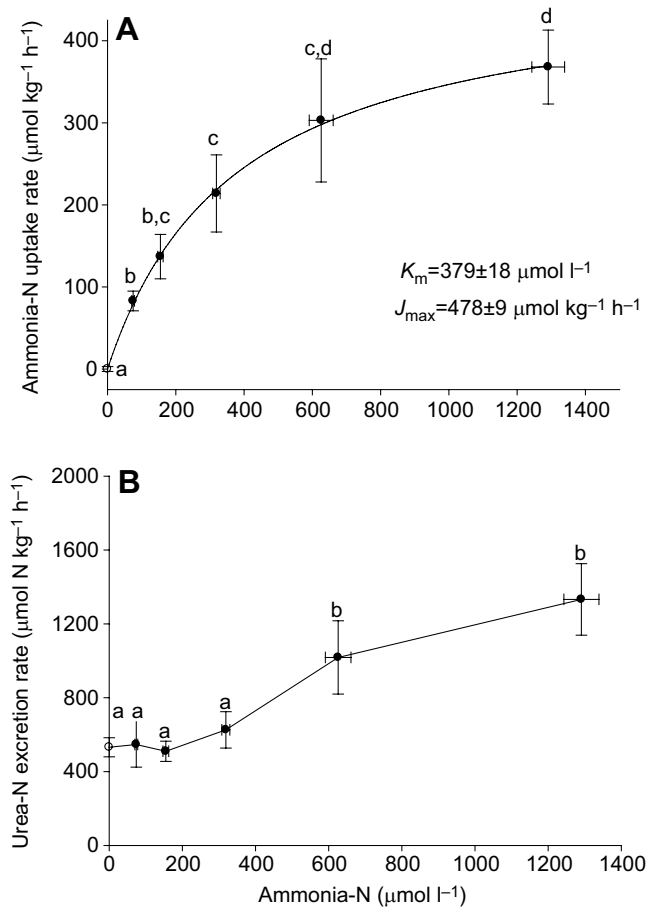 A
Ammonia-N uptake rate (μmol kg⁻¹ h⁻¹)
400
300
200
100
0
a
b
b,c
c
c,d
d
Kₘ=379±18 μmol l⁻¹
Jmax=478±9 μmol kg⁻¹ h⁻¹
0 200 400 600 800 1000 1200 1400
B
Urea-N excretion rate (μmol N kg⁻¹ h⁻¹)
2000
1600
1200
800
400
0
a a a a b b
0 200 400 600 800 1000 1200 1400
Ammonia-N (μmol l⁻¹)